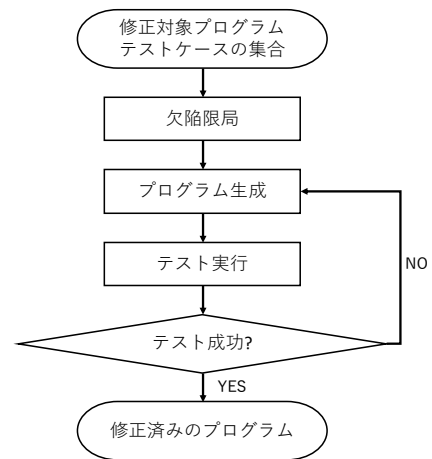 修正対象プログラム
テストケースの集合
欠陥限局
プログラム生成
テスト実行
NO
テスト成功?
YES
修正済みのプログラム